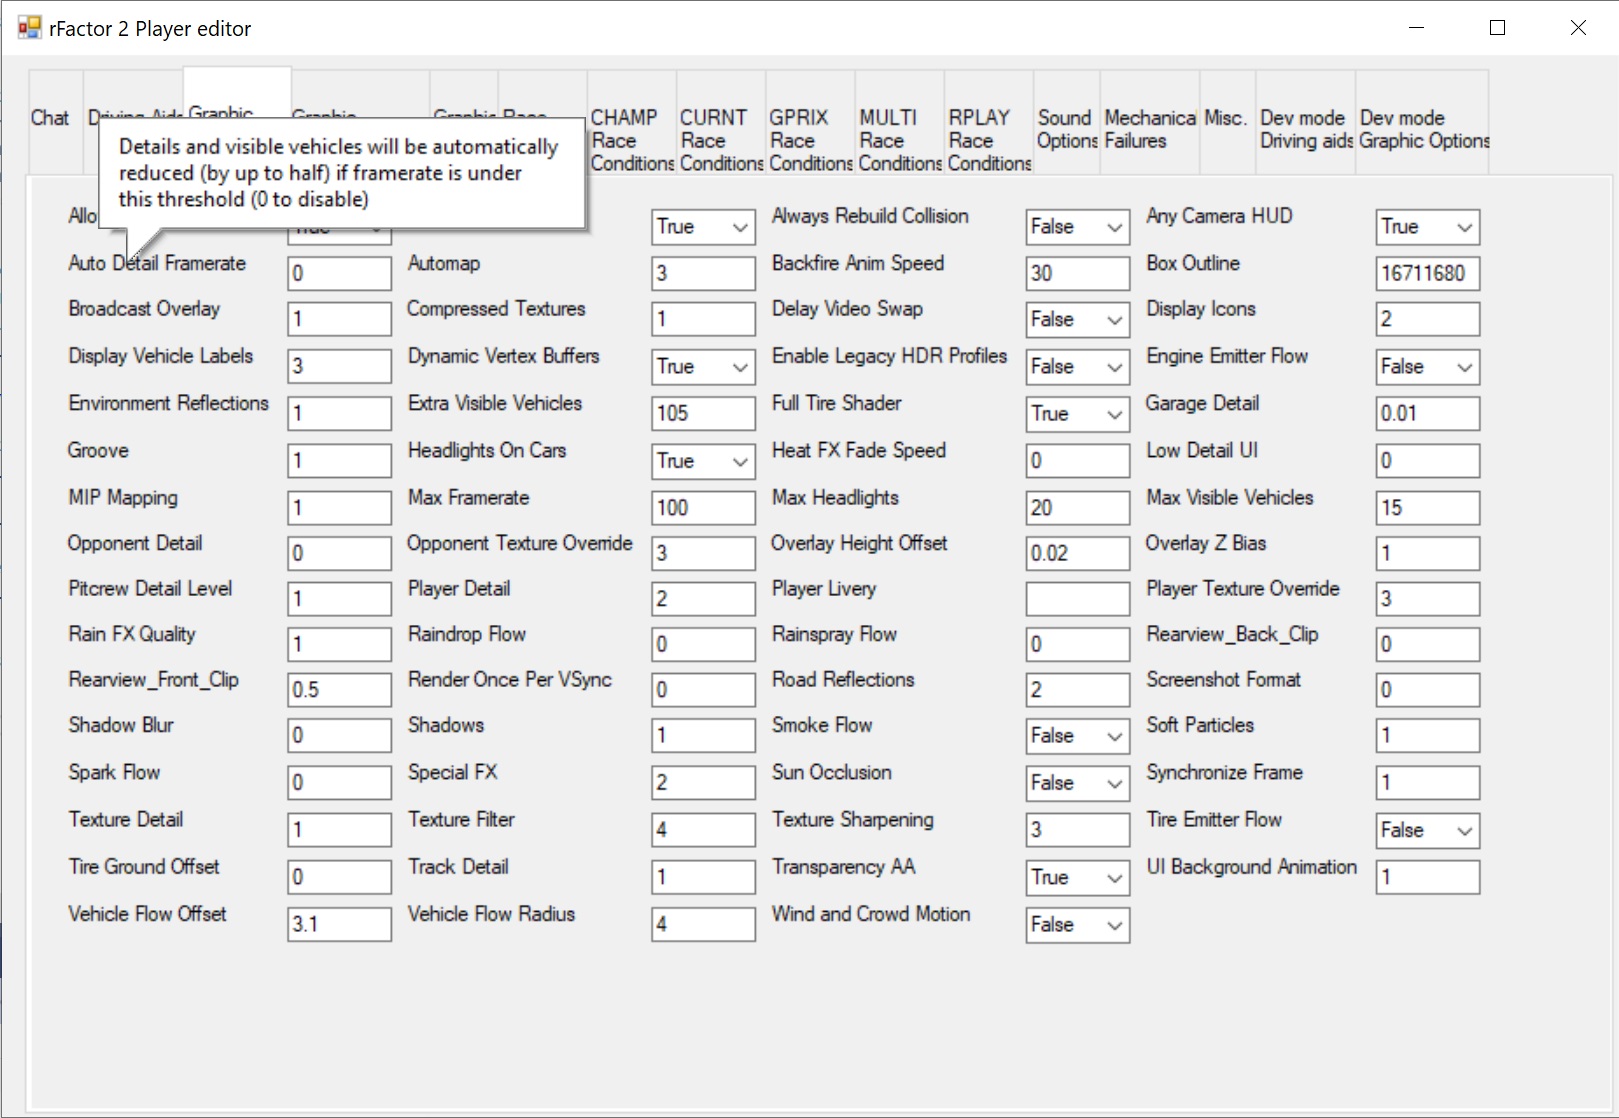 rFactor 2 Player editor
Chat
Graphic
CHAMP Race Conditions
CURNT Race Conditions
GPRIX Race Conditions
MULTI Race Conditions
RPLAY Race Conditions
Sound Options
Mechanical Failures
Misc.
Dev mode Driving aids
Dev mode Graphic Options
Details and visible vehicles will be automatically
reduced (by up to half) if framerate is under
this threshold (0 to disable)
True Always Rebuild Collision False Any Camera HUD True
Auto Detail Framerate 0 Automap 3 Backfire Anim Speed 30 Box Outline 16711680
Broadcast Overlay 1 Compressed Textures 1 Delay Video Swap False Display Icons 2
Display Vehicle Labels 3 Dynamic Vertex Buffers True Enable Legacy HDR Profiles False Engine Emitter Flow False
Environment Reflections 1 Extra Visible Vehicles 105 Full Tire Shader True Garage Detail 0.01
Groove 1 Headlights On Cars True Heat FX Fade Speed 0 Low Detail UI 0
MIP Mapping 1 Max Framerate 100 Max Headlights 20 Max Visible Vehicles 15
Opponent Detail 0 Opponent Texture Override 3 Overlay Height Offset 0.02 Overlay Z Bias 1
Pitcrew Detail Level 1 Player Detail 2 Player Livery Player Texture Override 3
Rain FX Quality 1 Raindrop Flow 0 Rainspray Flow 0 Rearview_Back_Clip 0
Rearview_Front_Clip 0.5 Render Once Per VSync 0 Road Reflections 2 Screenshot Format 0
Shadow Blur 0 Shadows 1 Smoke Flow False Soft Particles 1
Spark Flow 0 Special FX 2 Sun Occlusion False Synchronize Frame 1
Texture Detail 1 Texture Filter 4 Texture Sharpening 3 Tire Emitter Flow False
Tire Ground Offset 0 Track Detail 1 Transparency AA True UI Background Animation 1
Vehicle Flow Offset 3.1 Vehicle Flow Radius 4 Wind and Crowd Motion False